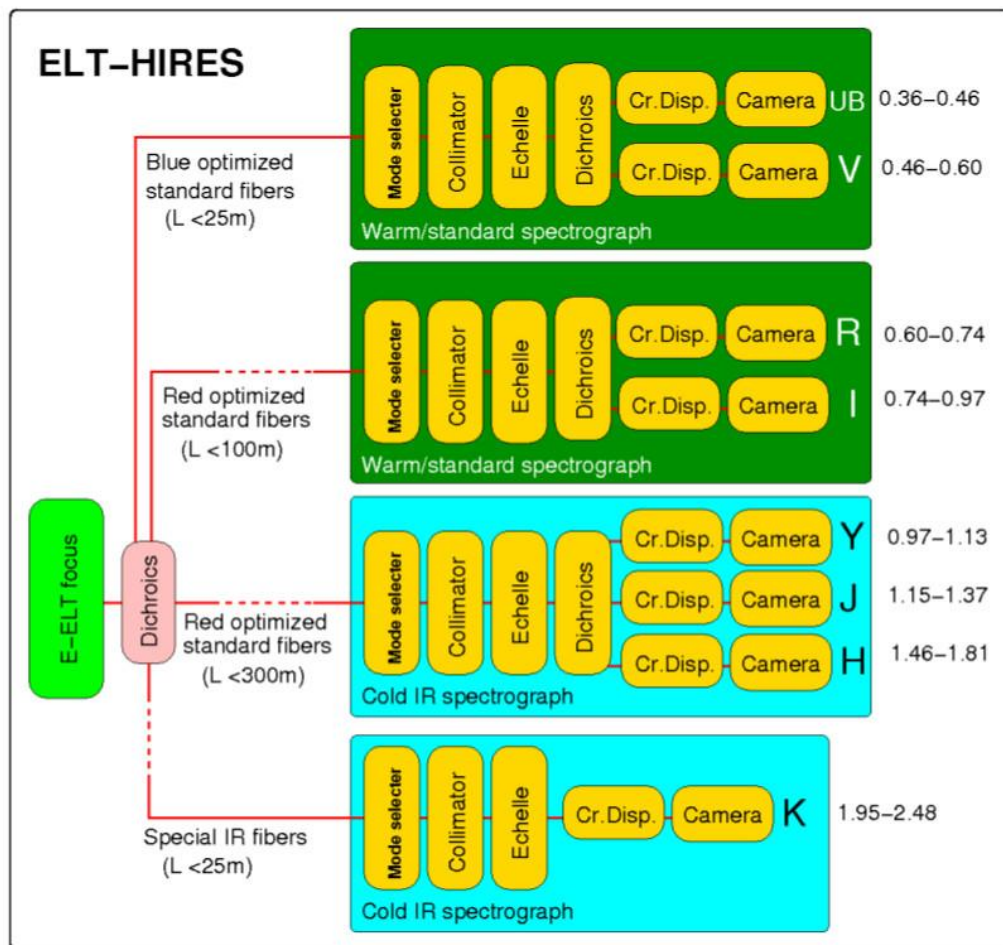 ELT-HIRES
Blue optimized
standard fibers
(L <25m)
Mode selecter
Collimator
Echelle
Dichroics
Cr.Disp.
Camera
UB
0.36-0.46
Cr.Disp.
Camera
V
0.46-0.60
Warm/standard spectrograph
Red optimized
standard fibers
(L <100m)
Mode selecter
Collimator
Echelle
Dichroics
Cr.Disp.
Camera
R
0.60-0.74
Cr.Disp.
Camera
I
0.74-0.97
Warm/standard spectrograph
E-ELT focus
Dichroics
Red optimized
standard fibers
(L <300m)
Mode selecter
Collimator
Echelle
Dichroics
Cr.Disp.
Camera
Y
0.97-1.13
Cr.Disp.
Camera
J
1.15-1.37
Cr.Disp.
Camera
H
1.46-1.81
Cold IR spectrograph
Special IR fibers
(L <25m)
Mode selecter
Collimator
Echelle
Cr.Disp.
Camera
K
1.95-2.48
Cold IR spectrograph